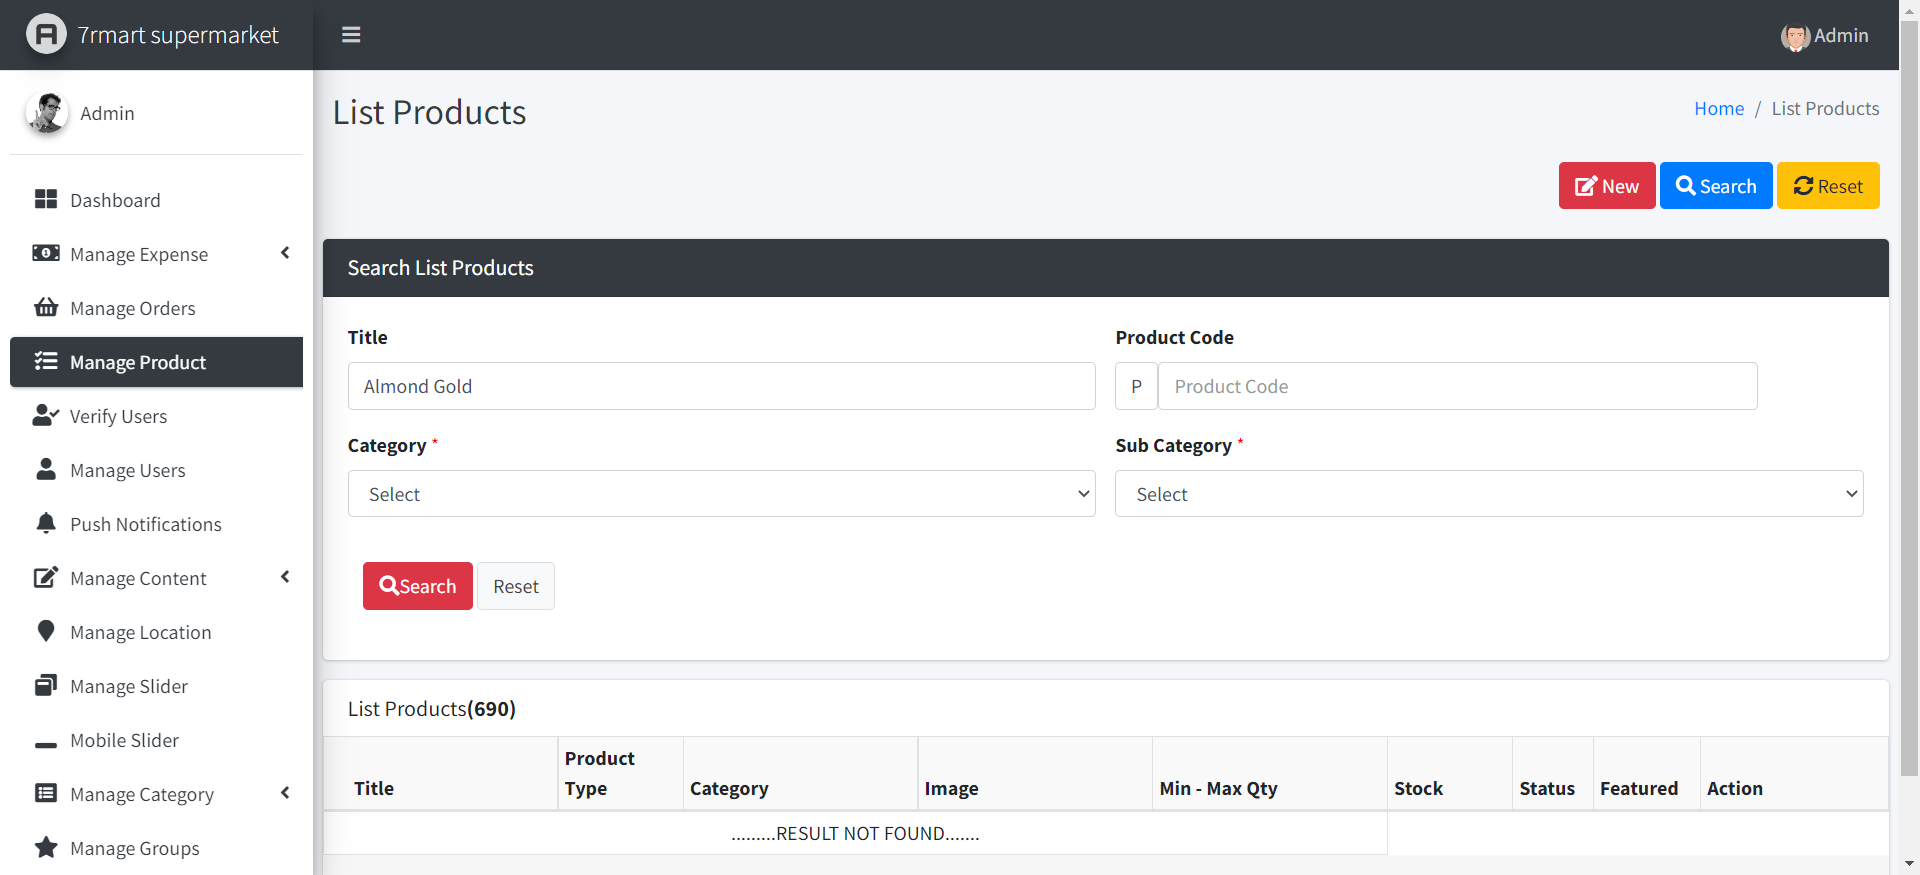 7rmart supermarket
Admin
Admin
Dashboard
Manage Expense
Manage Orders
Manage Product
Verify Users
Manage Users
Push Notifications
Manage Content
Manage Location
Manage Slider
Mobile Slider
Manage Category
Manage Groups
List Products
Home / List Products
New Search Reset
Search List Products
Title Product Code
Almond Gold P Product Code
Category * Sub Category *
Select Select
Search Reset
List Products(690)
Title Product Type Category Image Min - Max Qty Stock Status Featured Action
.........RESULT NOT FOUND.......